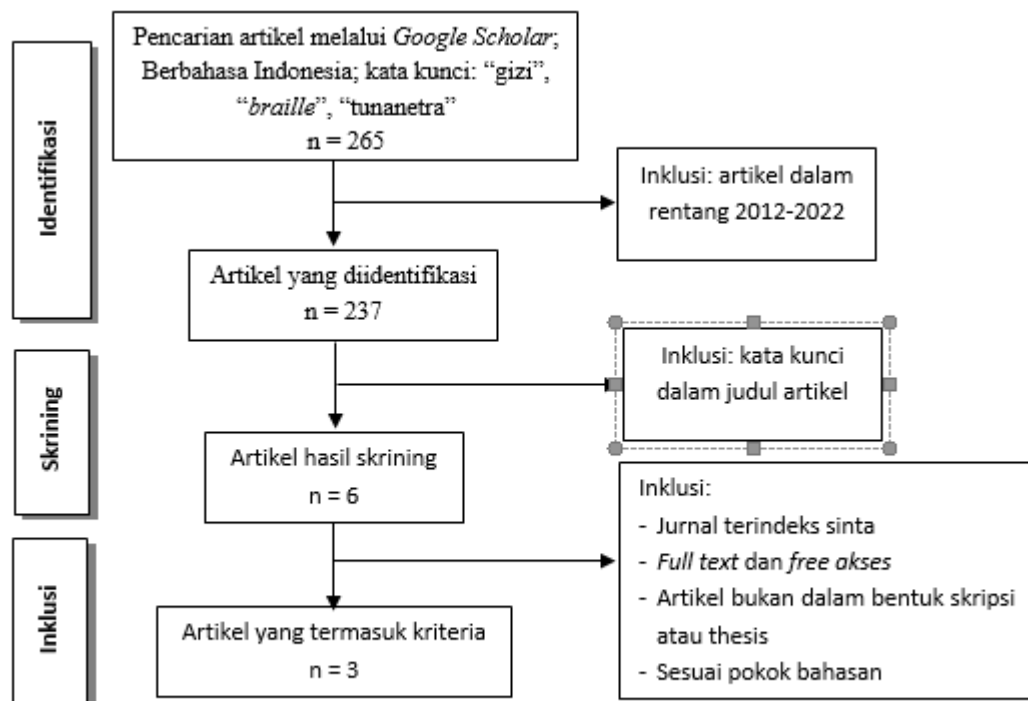 Identifikasi
Pencarian artikel melalui Google Scholar;
Berbahasa Indonesia; kata kunci: “gizi”,
“braille”, “tunanetra”
n = 265
Inklusi: artikel dalam
rentang 2012-2022
Artikel yang diidentifikasi
n = 237
Skrining
Inklusi: kata kunci
dalam judul artikel
Artikel hasil skrining
n = 6
Inklusi
Inklusi:
- Jurnal terindeks sinta
- Full text dan free akses
- Artikel bukan dalam bentuk skripsi
atau thesis
- Sesuai pokok bahasan
Artikel yang termasuk kriteria
n = 3